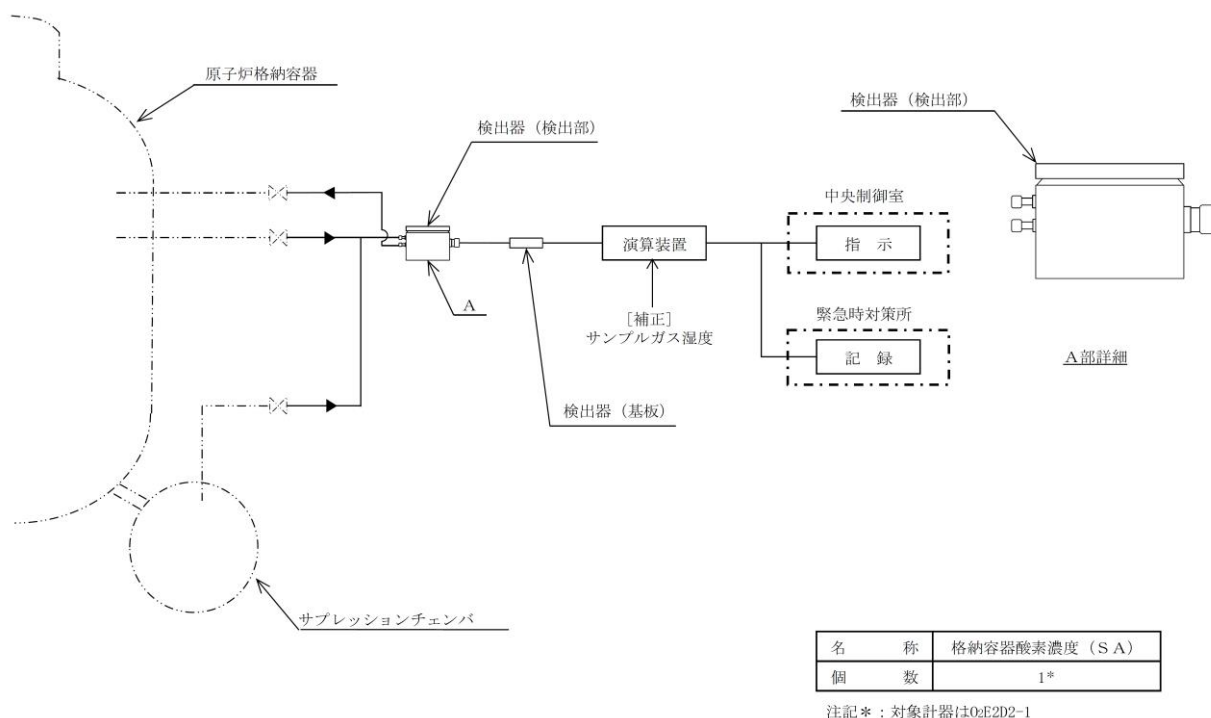 原子炉格納容器
検出器（検出部）
検出器（検出部）
中央制御室
演算装置
指　示
A
［補正］
サンプルガス湿度
緊急時対策所
記　録
A部詳細
検出器（基板）
サプレッションチェンバ
名　　称　格納容器酸素濃度（ＳＡ）
個　　数　1*
注記＊：対象計器はO₂E2D2-1